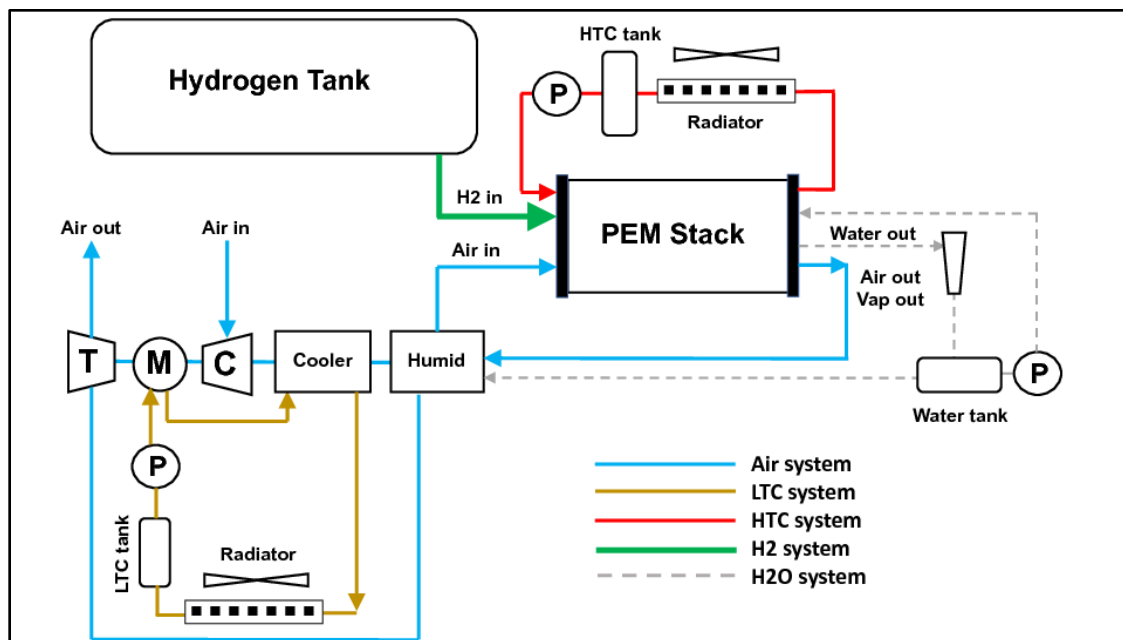 HTC tank
Hydrogen Tank
P
Radiator
H2 in
PEM Stack
Air out
Air in
Air in
Water out
Air out
Vap out
T
M
C
Cooler
Humid
P
Water tank
P
LTC tank
Radiator
Air system
LTC system
HTC system
H2 system
H2O system